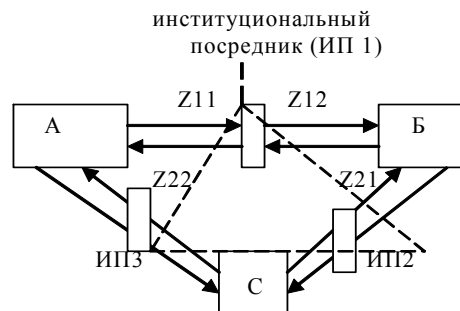 институциональный
посредник (ИП 1)
Z11 Z12
А Б
Z22 Z21
ИП3 ИП2
С